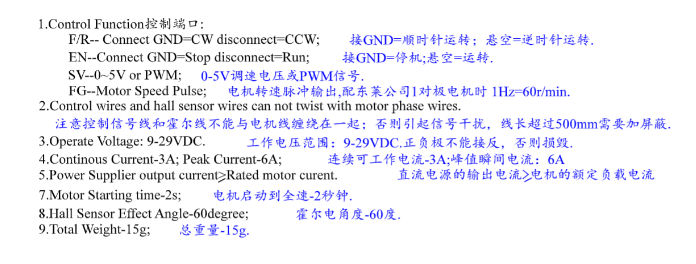 1.Control Function控制端口:
F/R-- Connect GND=CW disconnect=CCW; 接GND=顺时针运转; 悬空=逆时针运转.
EN--Connect GND=Stop disconnect=Run; 接GND=停机;悬空=运转.
SV--0~5V or PWM; 0-5V调速电压或PWM信号.
FG--Motor Speed Pulse; 电机转速脉冲输出,配东莱公司1对极电机时 1Hz=60r/min.
2.Control wires and hall sensor wires can not twist with motor phase wires.
注意控制信号线和霍尔线不能与电机线缠绕在一起; 否则引起信号干扰, 线长超过500mm需要加屏蔽.
3.Operate Voltage: 9-29VDC. 工作电压范围: 9-29VDC.正负极不能接反, 否则损毁.
4.Continous Current-3A; Peak Current-6A; 连续可工作电流-3A;峰值瞬间电流: 6A
5.Power Supplier output current≥Rated motor curent. 直流电源的输出电流≥电机的额定负载电流
7.Motor Starting time-2s; 电机启动到全速-2秒钟.
8.Hall Sensor Effect Angle-60degree; 霍尔电角度-60度.
9.Total Weight-15g; 总重量-15g.